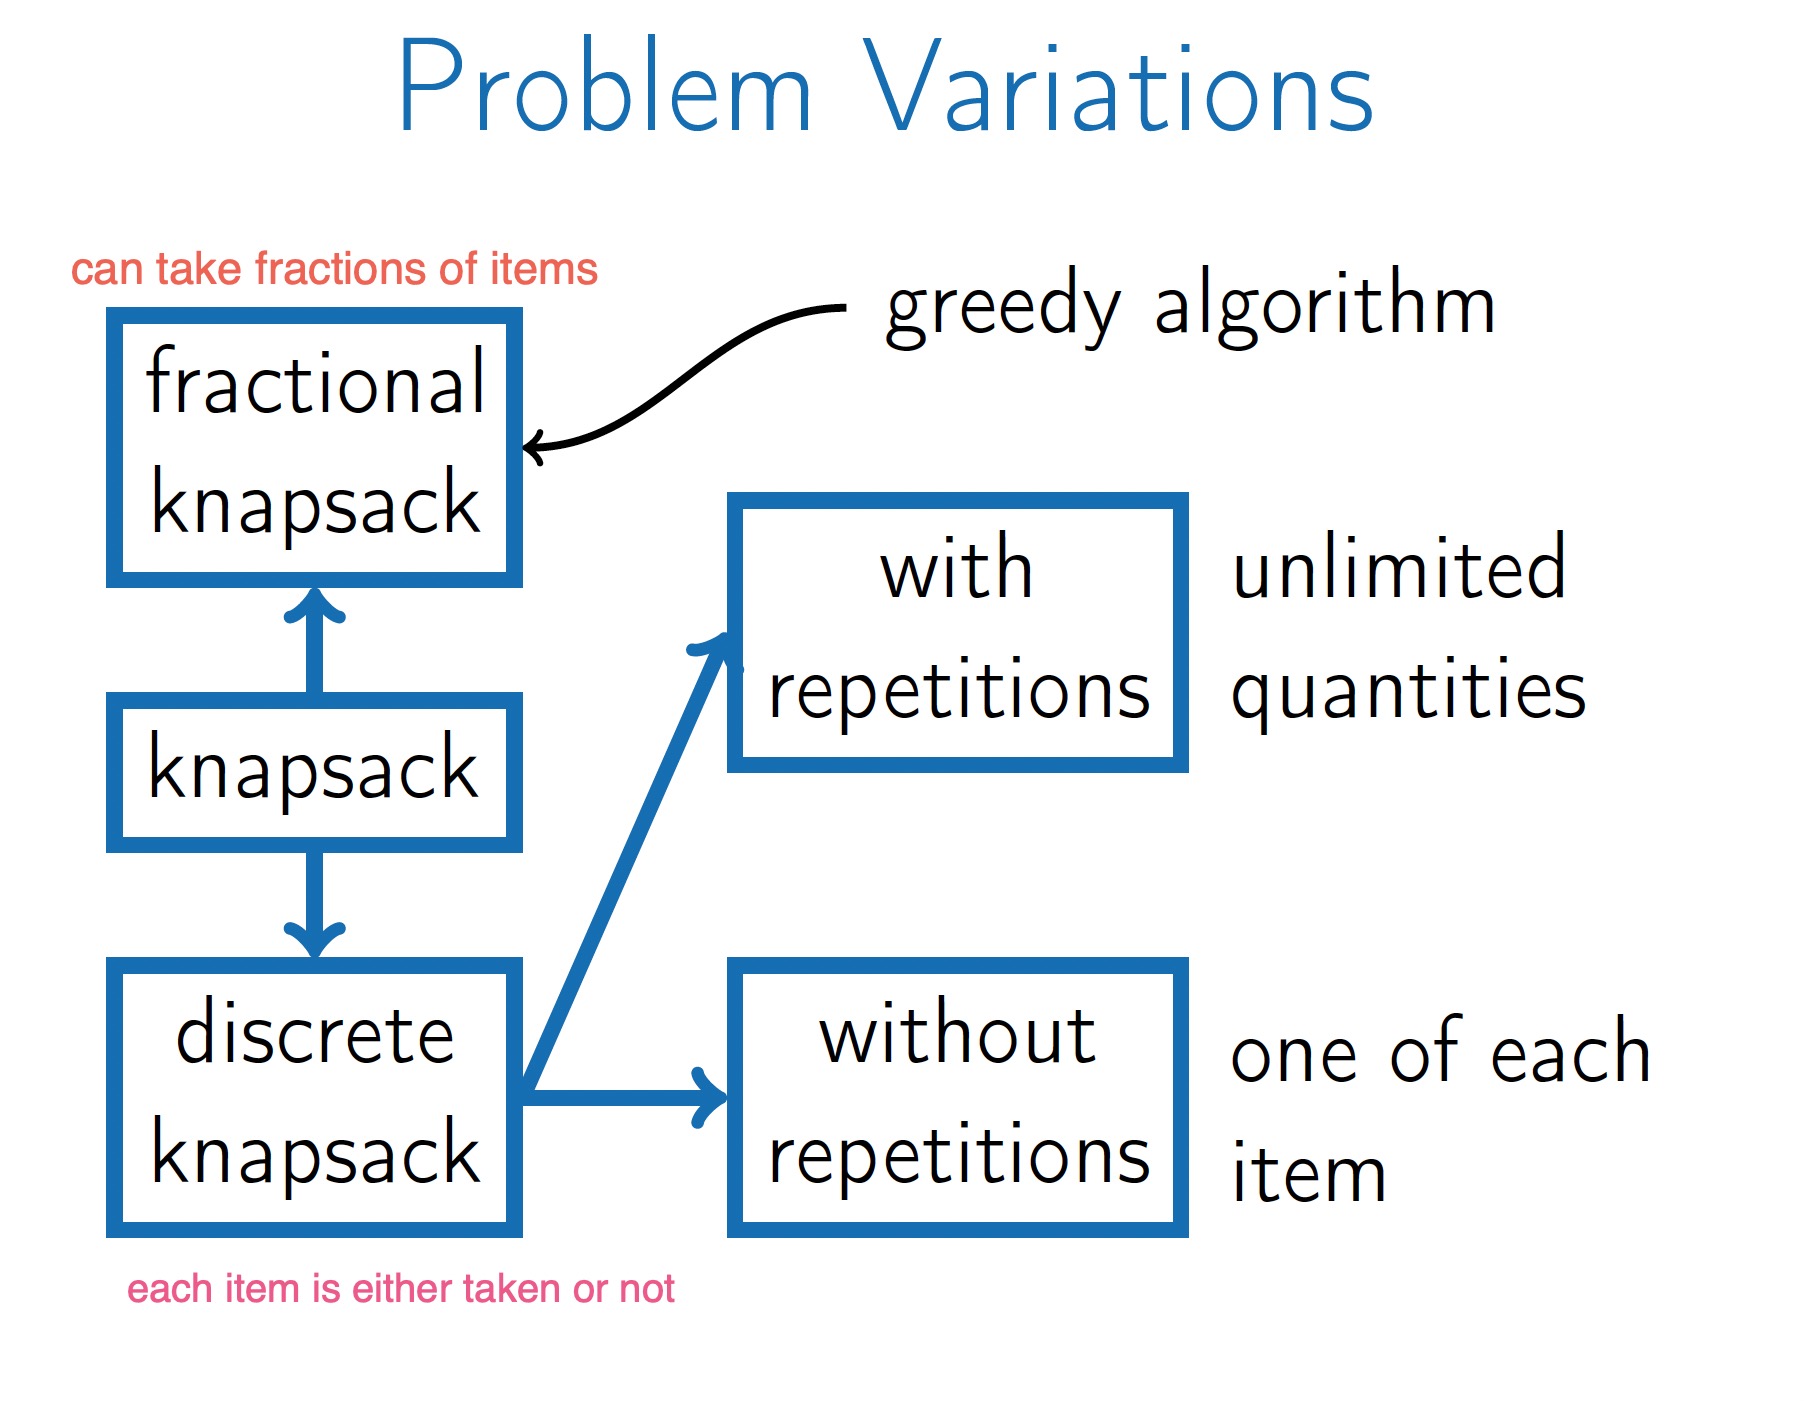 Problem Variations
can take fractions of items
fractional
knapsack
greedy algorithm
knapsack
with
repetitions
unlimited
quantities
discrete
knapsack
without
repetitions
one of each
item
each item is either taken or not